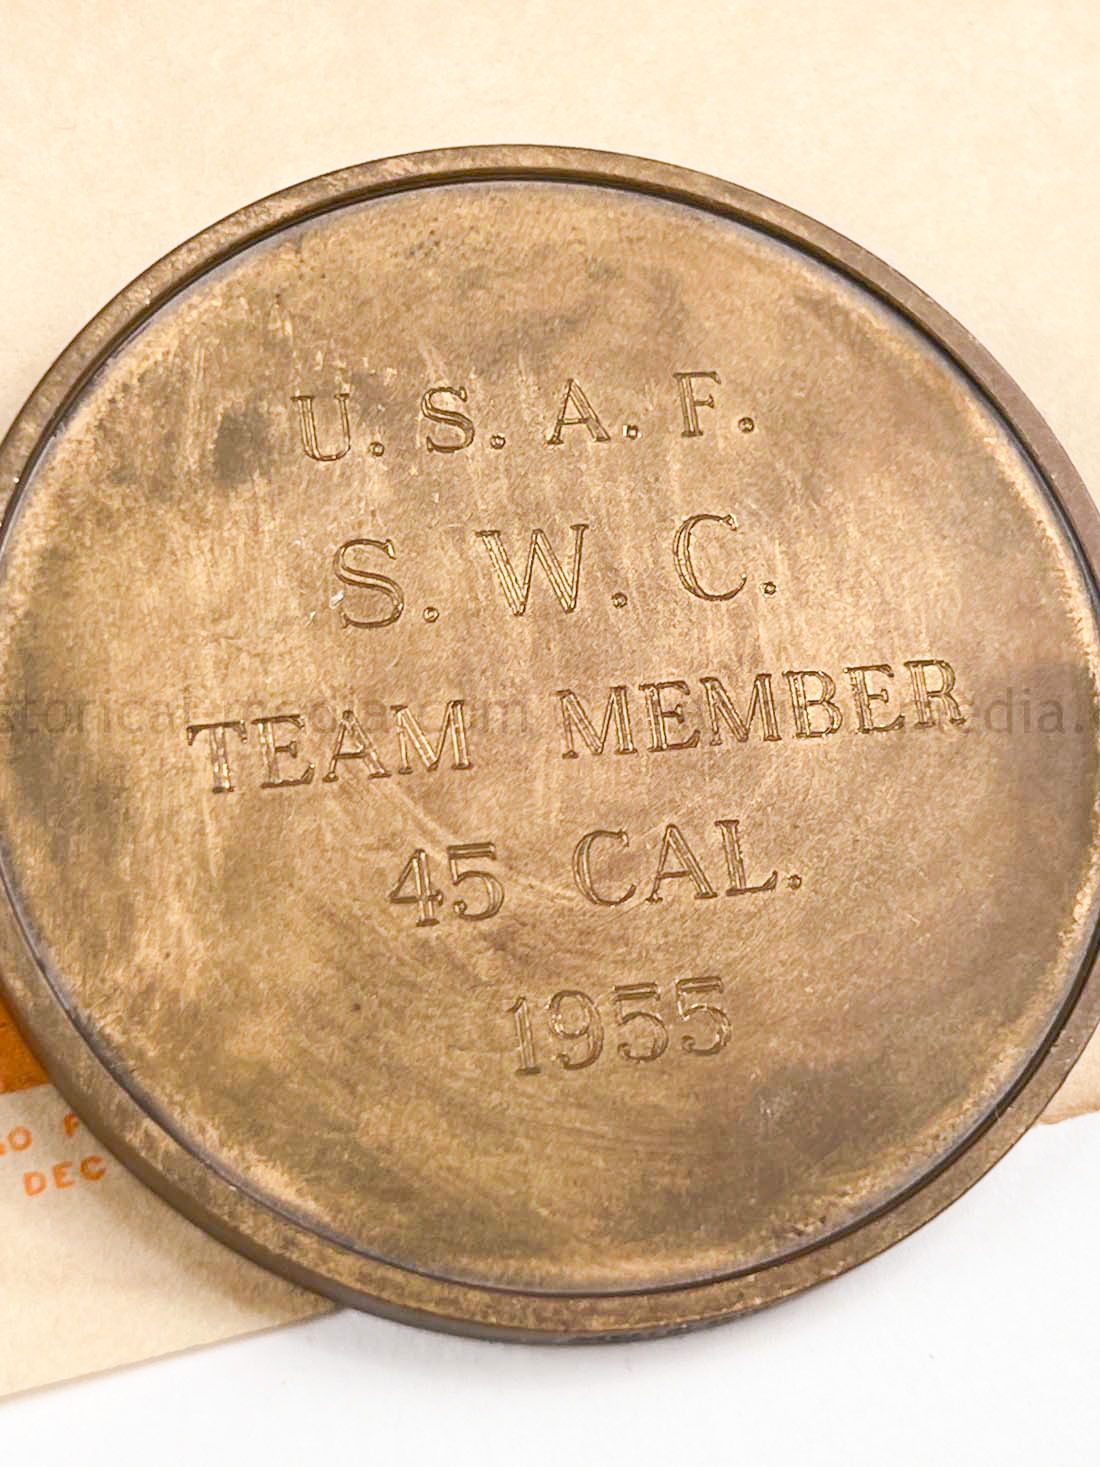 U.S.A.F.
S.W.C.
TEAM MEMBER
45 CAL.
1955
DEC